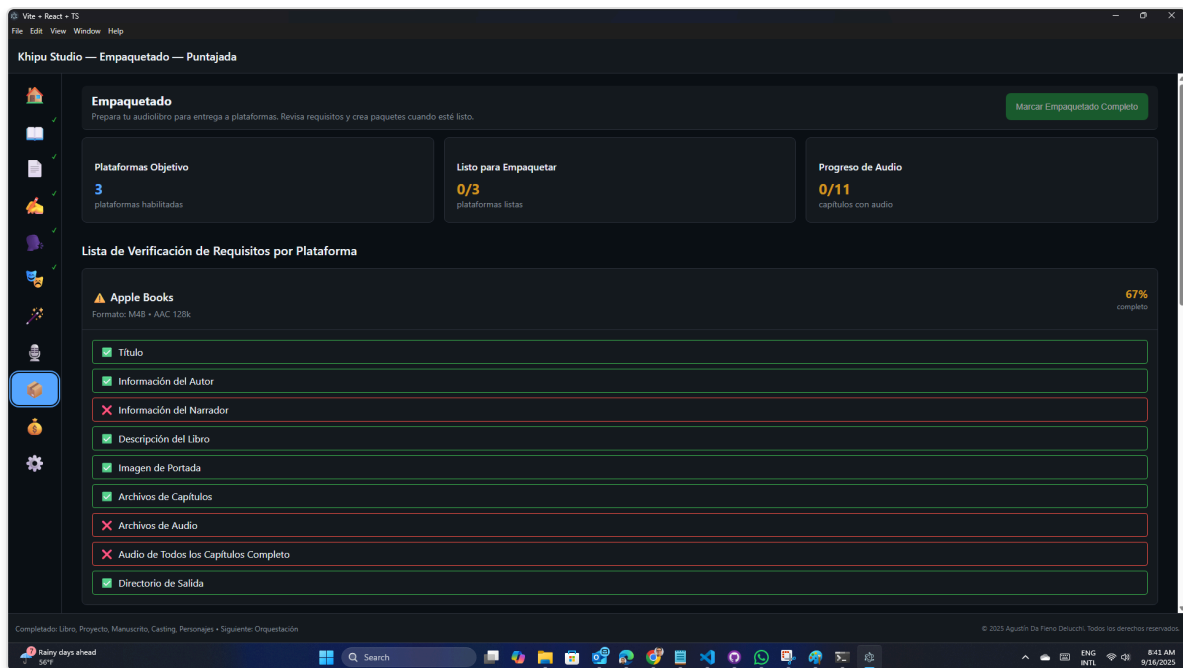 Vite + React + TS
File Edit View Window Help
Khipu Studio — Empaquetado — Puntajada
Empaquetado
Prepara tu audiolibro para entrega a plataformas. Revisa requisitos y crea paquetes cuando esté listo.
Marcar Empaquetado Completo
Plataformas Objetivo
3
plataformas habilitadas
Listo para Empaquetar
0/3
plataformas listas
Progreso de Audio
0/11
capítulos con audio
Lista de Verificación de Requisitos por Plataforma
Apple Books
Formato: M4B • AAC 128k
67%
completo
Título
Información del Autor
Información del Narrador
Descripción del Libro
Imagen de Portada
Archivos de Capítulos
Archivos de Audio
Audio de Todos los Capítulos Completo
Directorio de Salida
Completado: Libro, Proyecto, Manuscrito, Casting, Personajes • Siguiente: Orquestación
© 2025 Agustín Da Fieno Delucchi. Todos los derechos reservados.
7
Rainy days ahead
56°F
Search
ENG
INTL
8:41 AM
9/16/2025